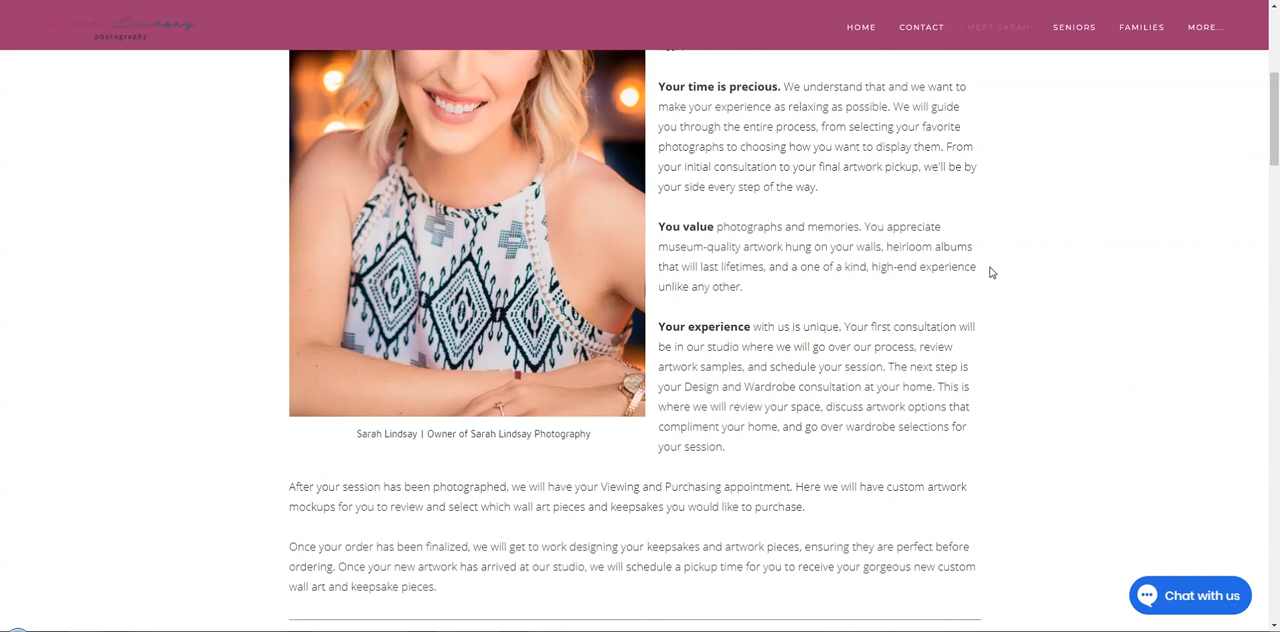 photography
HOME CONTACT MEET SARAH SENIORS FAMILIES MORE...
Your time is precious. We understand that and we want to
make your experience as relaxing as possible. We will guide
you through the entire process, from selecting your favorite
photographs to choosing how you want to display them. From
your initial consultation to your final artwork pickup, we'll be by
your side every step of the way.
You value photographs and memories. You appreciate
museum-quality artwork hung on your walls, heirloom albums
that will last lifetimes, and a one of a kind, high-end experience
unlike any other.
Your experience with us is unique. Your first consultation will
be in our studio where we will go over our process, review
artwork samples, and schedule your session. The next step is
your Design and Wardrobe consultation at your home. This is
where we will review your space, discuss artwork options that
compliment your home, and go over wardrobe selections for
your session.
Sarah Lindsay | Owner of Sarah Lindsay Photography
After your session has been photographed, we will have your Viewing and Purchasing appointment. Here we will have custom artwork
mockups for you to review and select which wall art pieces and keepsakes you would like to purchase.
Once your order has been finalized, we will get to work designing your keepsakes and artwork pieces, ensuring they are perfect before
ordering. Once your new artwork has arrived at our studio, we will schedule a pickup time for you to receive your gorgeous new custom
wall art and keepsake pieces.
Chat with us